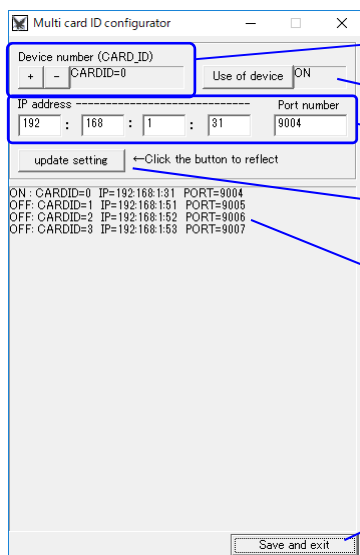 Multi card ID configurator
Device number (CARD_ID)
+ - CARDID=0 Use of device ON
IP address ---------------------------- Port number
192 : 168 : 1 : 31 9004
update setting ←Click the button to reflect
ON : CARDID=0 IP=192:168:1:31 PORT=9004
OFF: CARDID=1 IP=192:168:1:51 PORT=9005
OFF: CARDID=2 IP=192:168:1:52 PORT=9006
OFF: CARDID=3 IP=192:168:1:53 PORT=9007
Save and exit